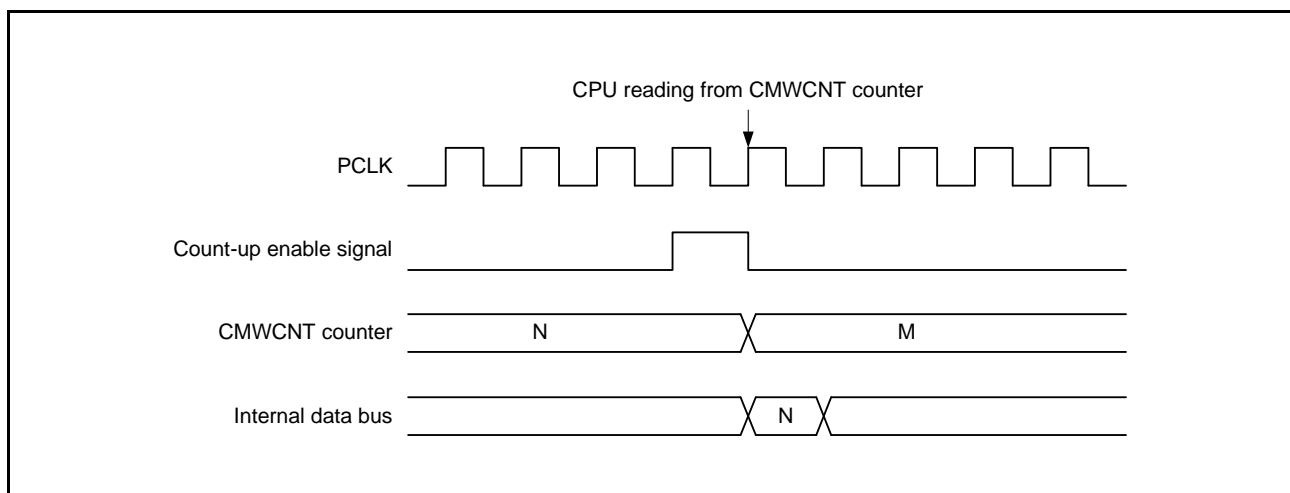 CPU reading from CMWCNT counter
PCLK
Count-up enable signal
CMWCNT counter
N
M
Internal data bus
N